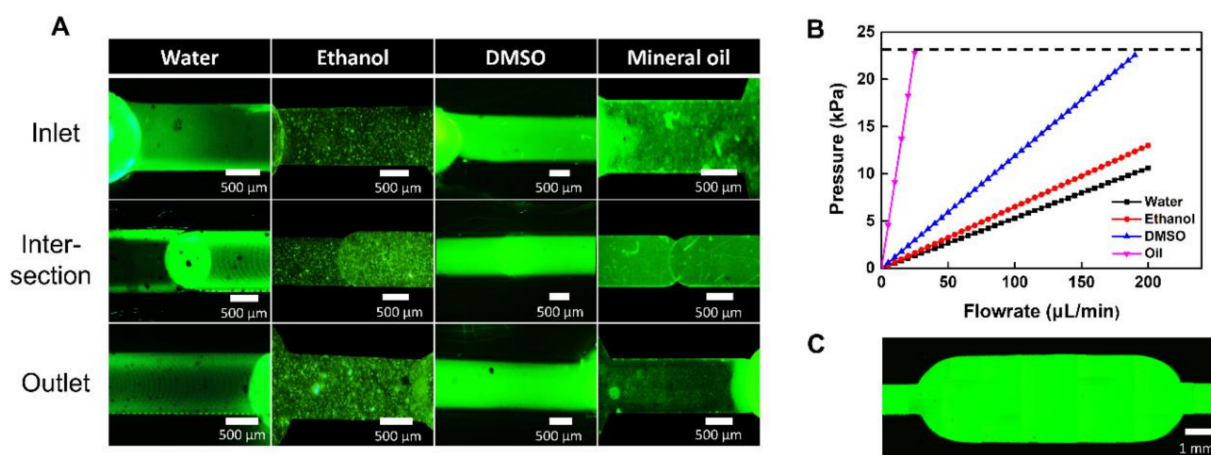 A
Water Ethanol DMSO Mineral oil
Inlet
500 µm 500 µm 500 µm 500 µm
Inter-
section
500 µm 500 µm 500 µm 500 µm
Outlet
500 µm 500 µm 500 µm 500 µm
B
25
20
15
10
5
0
Pressure (kPa)
Water
Ethanol
DMSO
Oil
0 50 100 150 200
Flowrate (µL/min)
C
1 mm